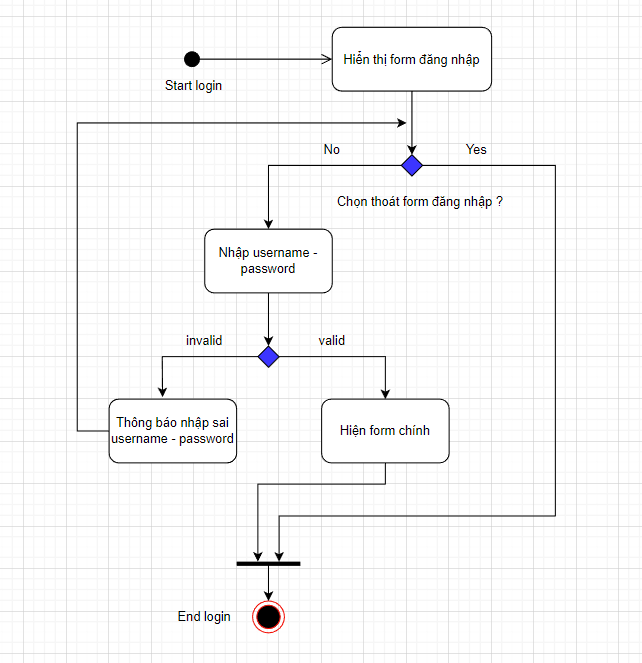 Hiển thị form đăng nhập
Start login
No
Yes
Chọn thoát form đăng nhập ?
Nhập username -
password
invalid
valid
Thông báo nhập sai
username - password
Hiện form chính
End login